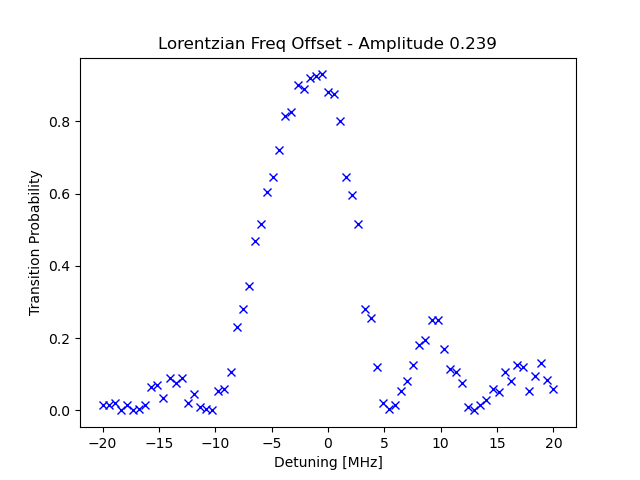 Lorentzian Freq Offset - Amplitude 0.239
Transition Probability
0.8
0.6
0.4
0.2
0.0
−20 −15 −10 −5 0 5 10 15 20
Detuning [MHz]